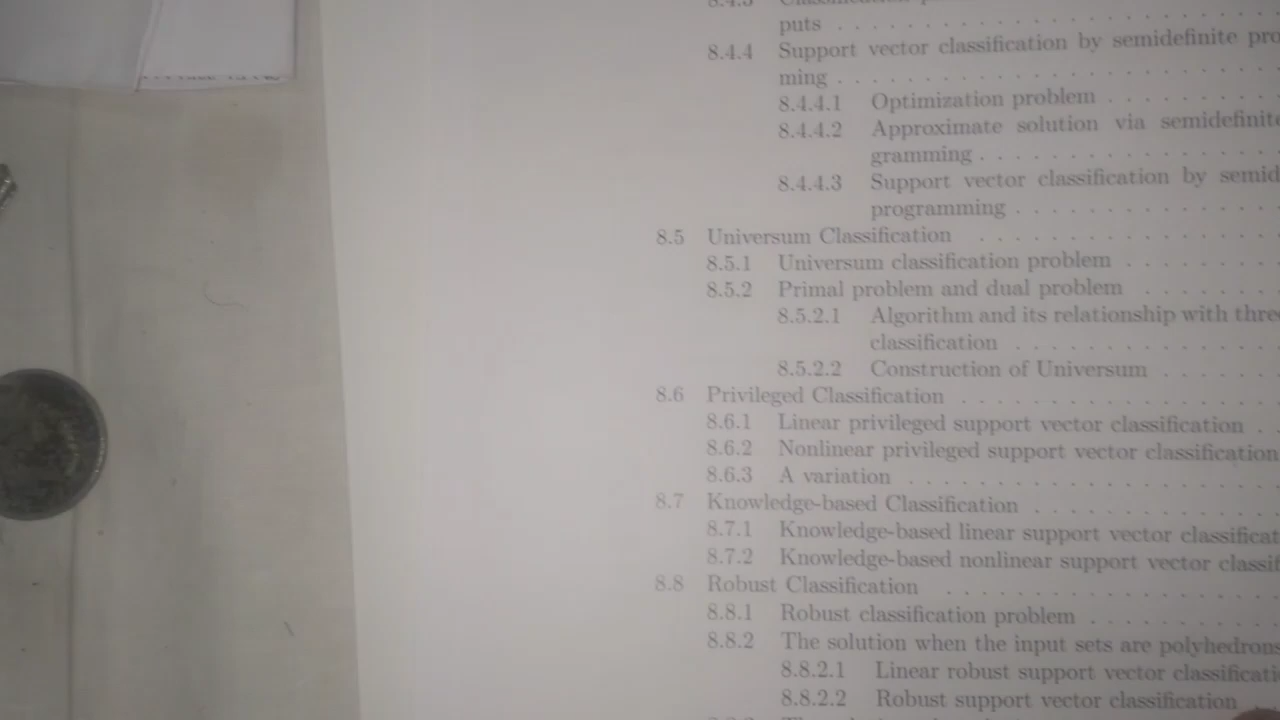 puts . . . . . . . . . . . . . . . . . . . .
8.4.4 Support vector classification by semidefinite pro
ming . . . . . . . . . . . . . . . . . . .
8.4.4.1 Optimization problem . . . . . . . .
8.4.4.2 Approximate solution via semidefinite
gramming . . . . . . . . . . . . . .
8.4.4.3 Support vector classification by semid
programming . . . . . . . . . . . .
8.5 Universum Classification . . . . . . . . . . . . . .
8.5.1 Universum classification problem . . . . . . .
8.5.2 Primal problem and dual problem . . . . . .
8.5.2.1 Algorithm and its relationship with three
classification . . . . . . . . . . . .
8.5.2.2 Construction of Universum . . . . . .
8.6 Privileged Classification . . . . . . . . . . . . . .
8.6.1 Linear privileged support vector classification . .
8.6.2 Nonlinear privileged support vector classification
8.6.3 A variation . . . . . . . . . . . . . . . . .
8.7 Knowledge-based Classification . . . . . . . . . . .
8.7.1 Knowledge-based linear support vector classificat
8.7.2 Knowledge-based nonlinear support vector classif
8.8 Robust Classification . . . . . . . . . . . . . . .
8.8.1 Robust classification problem . . . . . . . . .
8.8.2 The solution when the input sets are polyhedrons
8.8.2.1 Linear robust support vector classificati
8.8.2.2 Robust support vector classification